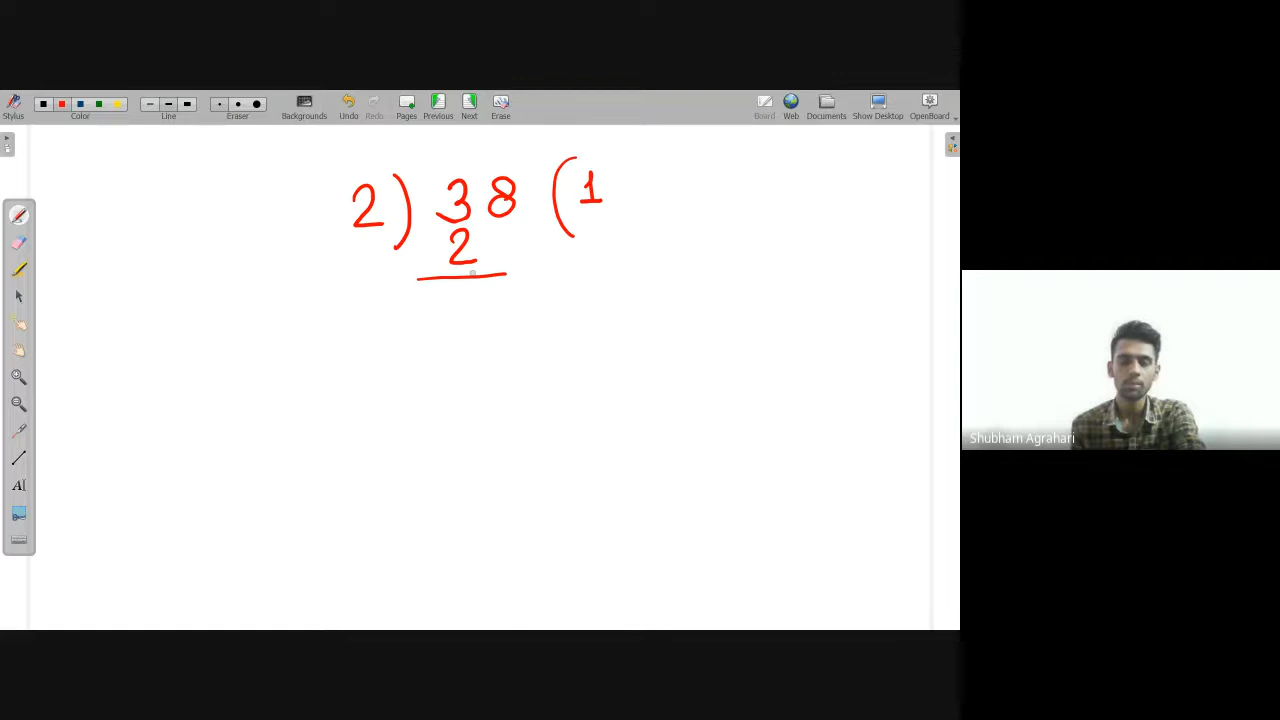 Stylus
Color
Line
Eraser
Backgrounds
Undo
Redo
Pages
Previous
Next
Erase
Board
Web
Documents
Show Desktop
OpenBoard
2) 38 (1
2
A
Shubham Agrahari